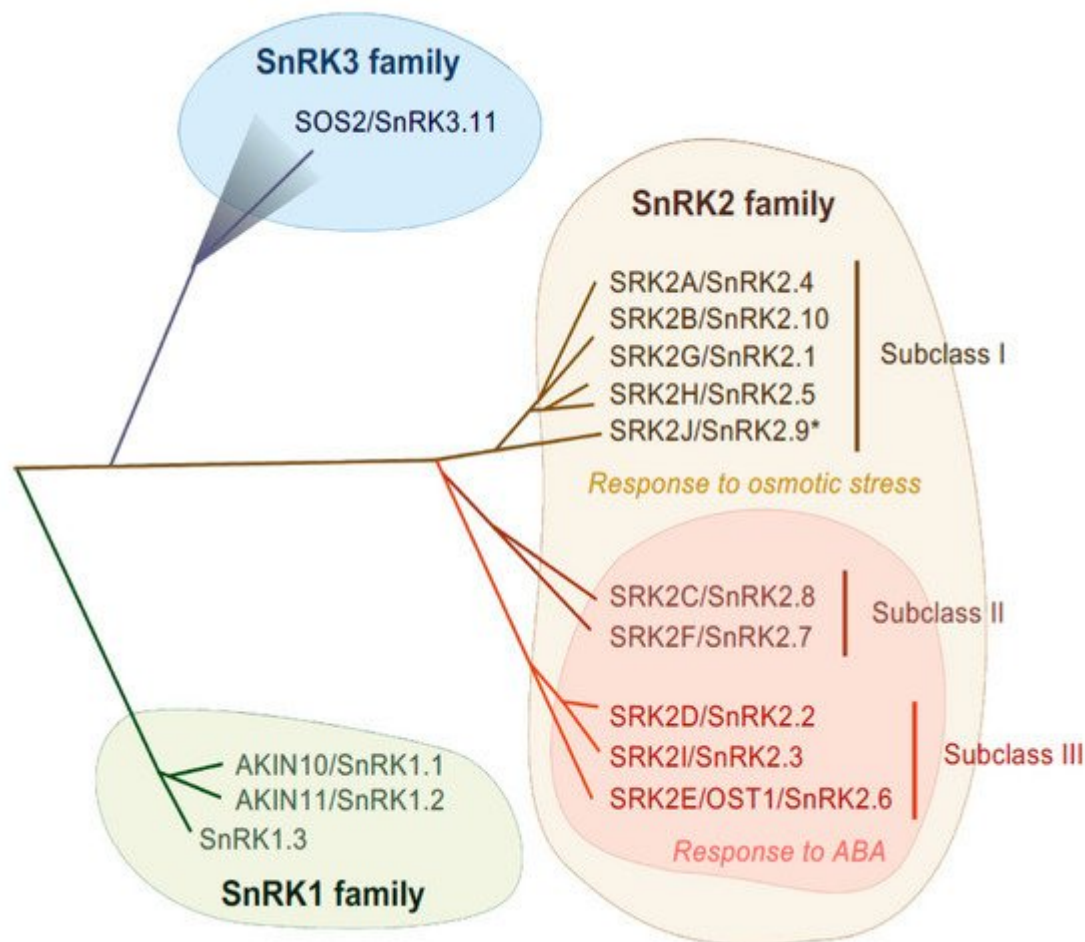 SnRK3 family
SOS2/SnRK3.11
SnRK2 family
SRK2A/SnRK2.4
SRK2B/SnRK2.10
SRK2G/SnRK2.1
SRK2H/SnRK2.5
SRK2J/SnRK2.9*
Subclass I
Response to osmotic stress
SRK2C/SnRK2.8
SRK2F/SnRK2.7
Subclass II
SRK2D/SnRK2.2
SRK2I/SnRK2.3
SRK2E/OST1/SnRK2.6
Subclass III
Response to ABA
AKIN10/SnRK1.1
AKIN11/SnRK1.2
SnRK1.3
SnRK1 family